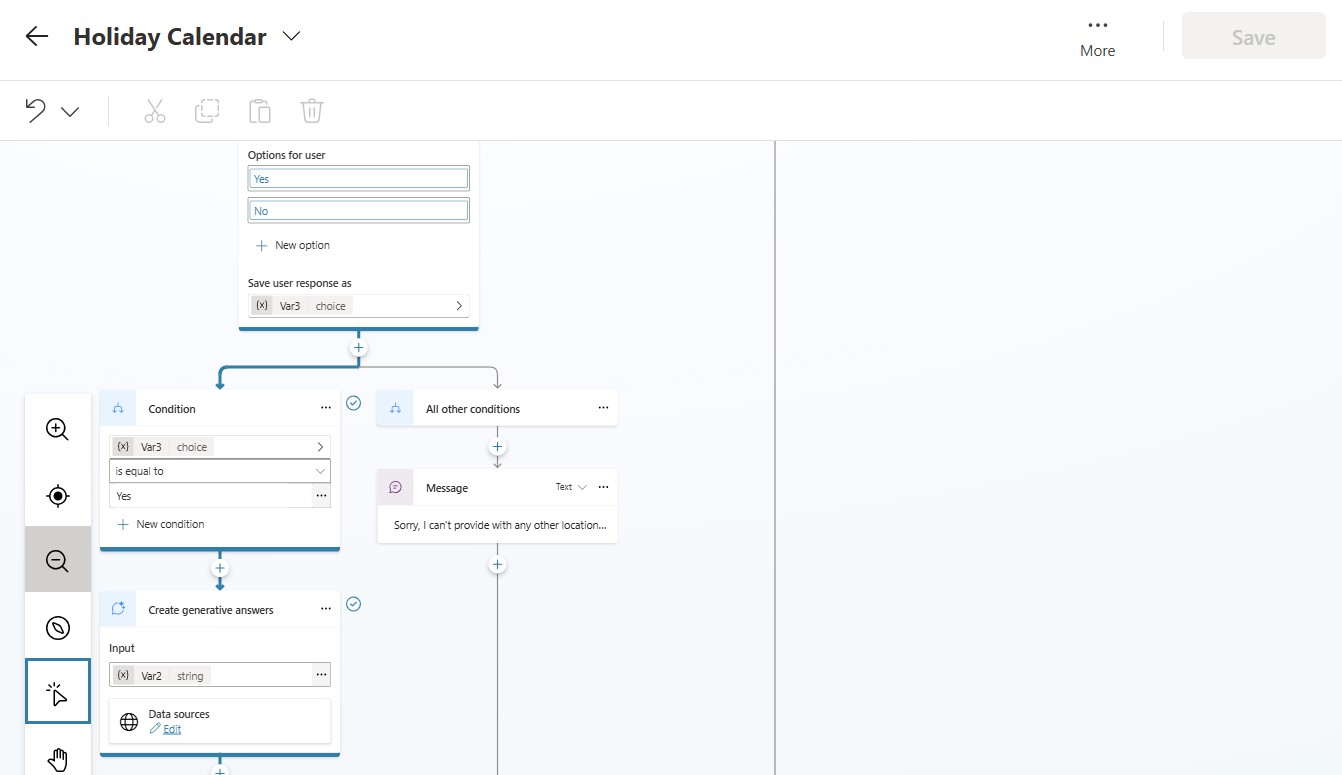 Holiday Calendar
More
Save
Options for user
Yes
No
New option
Save user response as
{x} Var3 choice
Condition
{x} Var3 choice
is equal to
Yes
New condition
All other conditions
Message Text
Sorry, I can't provide with any other location...
Create generative answers
Input
{x} Var2 string
Data sources
Edit